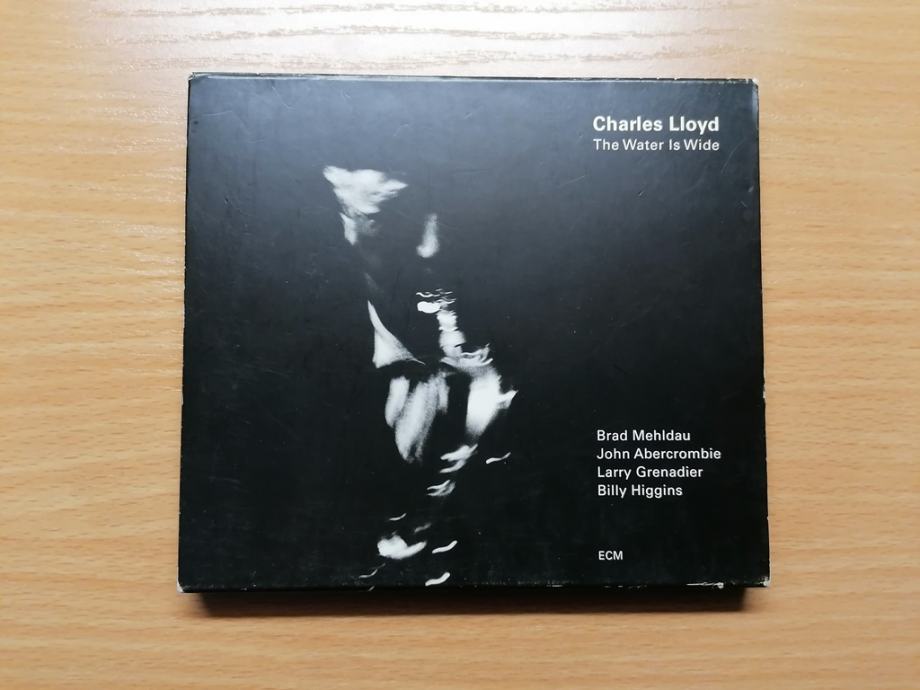 Charles Lloyd
The Water Is Wide
Brad Mehldau
John Abercrombie
Larry Grenadier
Billy Higgins
ECM